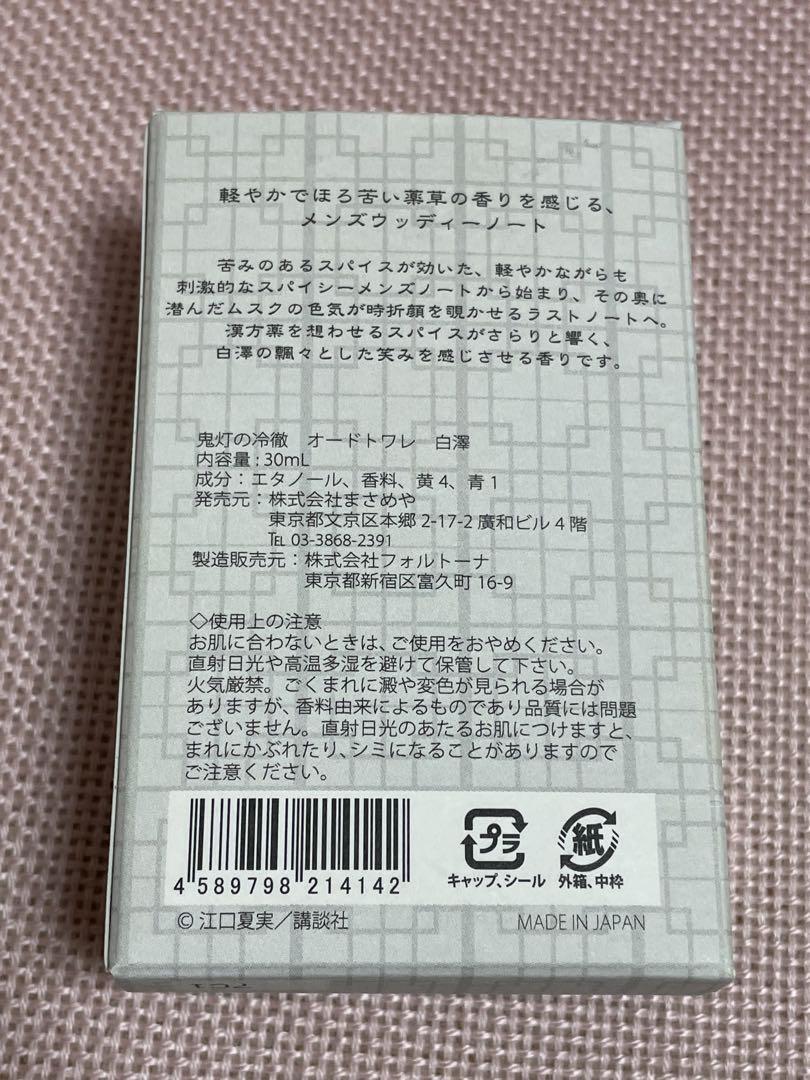 軽やかでほろ苦い薬草の香りを感じる、
メンズウッディーノート
苦みのあるスパイスが効いた、軽やかながらも
刺激的なスパイシーメンズノートから始まり、その奥に
潜んだムスクの色気が時折顔を覗かせるラストノートへ。
漢方薬を想わせるスパイスがさらりと響く、
白澤の飄々とした笑みを感じさせる香りです。
鬼灯の冷徹　オードトワレ　白澤
内容量：30mL
成分：エタノール、香料、黄4、青1
発売元：株式会社まさめや
東京都文京区本郷 2-17-2 廣和ビル 4 階
℡ 03-3868-2391
製造販売元：株式会社フォルトーナ
東京都新宿区富久町 16-9
◇使用上の注意
お肌に合わないときは、ご使用をおやめください。
直射日光や高温多湿を避けて保管して下さい。
火気厳禁。ごくまれに澱や変色が見られる場合が
ありますが、香料由来によるものであり品質には問題
ございません。直射日光のあたるお肌につけますと、
まれにかぶれたり、シミになることがありますので
ご注意ください。
プラ
キャップ、シール
紙
外箱、中枠
4 589798 214142
© 江口夏実／講談社
MADE IN JAPAN